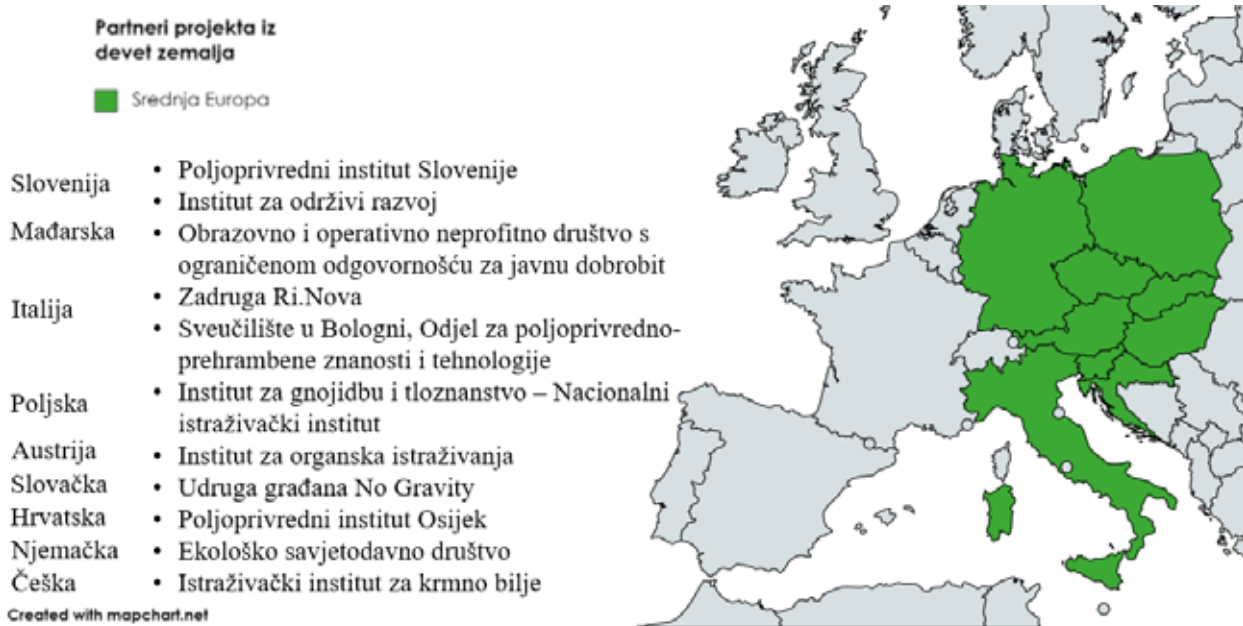 Partneri projekta iz
devet zemalja
Srednja Europa
Slovenija
• Poljoprivredni institut Slovenije
• Institut za održivi razvoj
Mađarska
• Obrazovno i operativno neprofitno društvo s
ograničenom odgovornošću za javnu dobrobit
Italija
• Zadruga Ri.Nova
• Sveučilište u Bologni, Odjel za poljoprivredno-
prehrambene znanosti i tehnologije
Poljska
• Institut za gnojidbu i tloznanstvo – Nacionalni
istraživački institut
Austrija
• Institut za organska istraživanja
Slovačka
• Udruga građana No Gravity
Hrvatska
• Poljoprivredni institut Osijek
Njemačka
• Ekološko savjetodavno društvo
Češka
• Istraživački institut za krmno bilje
Created with mapchart.net